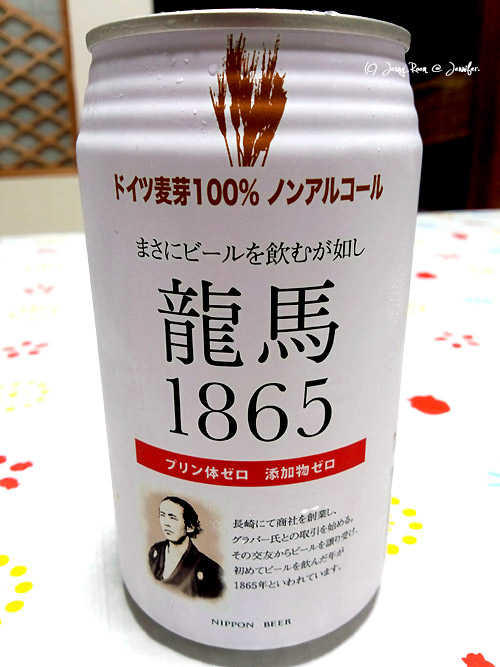 (C) Jenny Room @ Jennifer.
ドイツ麦芽100% ノンアルコール
まさにビールを飲むが如し
龍馬
1865
プリン体ゼロ 添加物ゼロ
長崎にて商社を創業し、
グラバー氏との取引を始める。
その交友からビールを譲り受け、
初めてビールを飲んだ年が
1865年といわれています。
NIPPON BEER